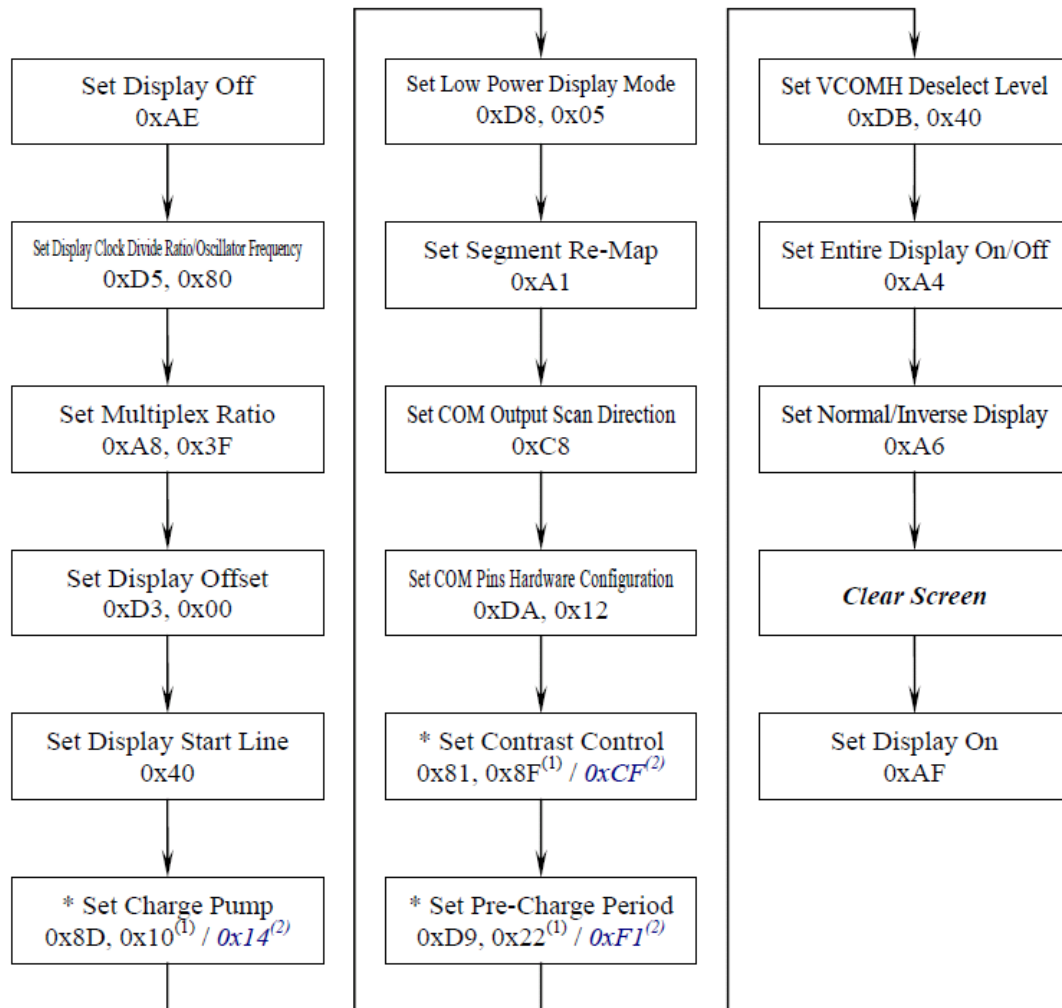 Set Display Off
0xAE
Set Display Clock Divide Ratio/Oscillator Frequency
0xD5, 0x80
Set Multiplex Ratio
0xA8, 0x3F
Set Display Offset
0xD3, 0x00
Set Display Start Line
0x40
* Set Charge Pump
0x8D, 0x10(1) / 0x14(2)
Set Low Power Display Mode
0xD8, 0x05
Set Segment Re-Map
0xA1
Set COM Output Scan Direction
0xC8
Set COM Pins Hardware Configuration
0xDA, 0x12
* Set Contrast Control
0x81, 0x8F(1) / 0xCF(2)
* Set Pre-Charge Period
0xD9, 0x22(1) / 0xF1(2)
Set VCOMH Deselect Level
0xDB, 0x40
Set Entire Display On/Off
0xA4
Set Normal/Inverse Display
0xA6
Clear Screen
Set Display On
0xAF